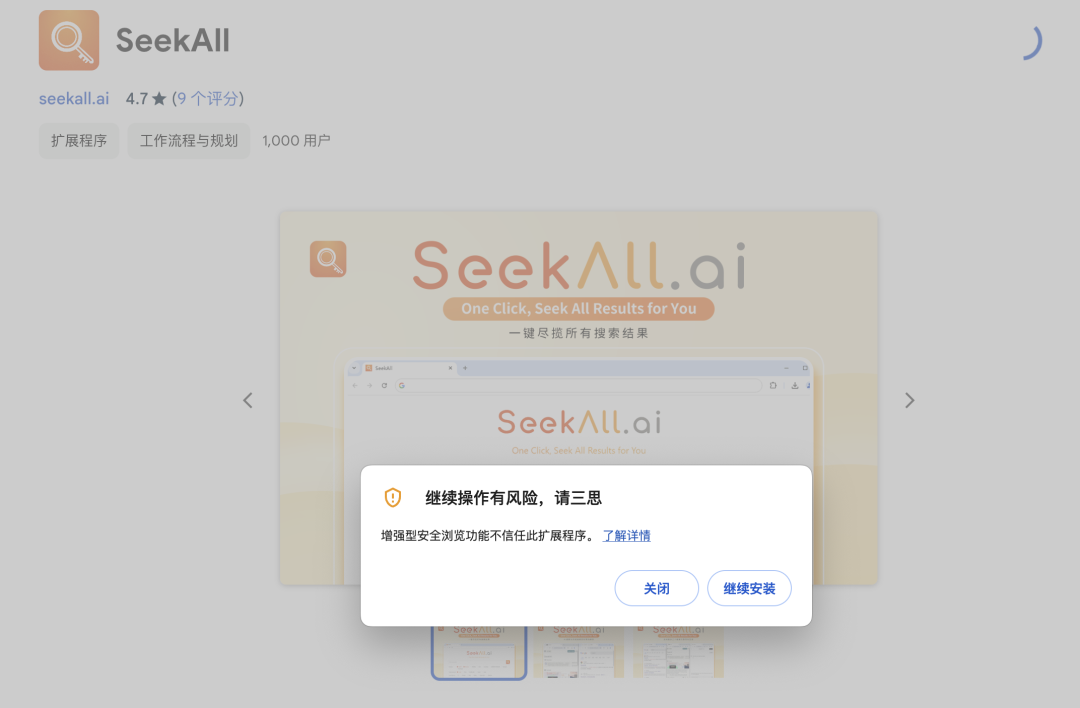 SeekAll
seekall.ai 4.7 ★ (9 个评分)
扩展程序 工作流程与规划 1,000 用户
SeekAll.ai
One Click, Seek All Results for You
一键尽揽所有搜索结果
SeekAll
SeekAll.ai
One Click, Seek All Results for You
继续操作有风险，请三思
增强型安全浏览功能不信任此扩展程序。 了解详情
关闭 继续安装
SeekAll.ai SeekAll.ai SeekAll.ai